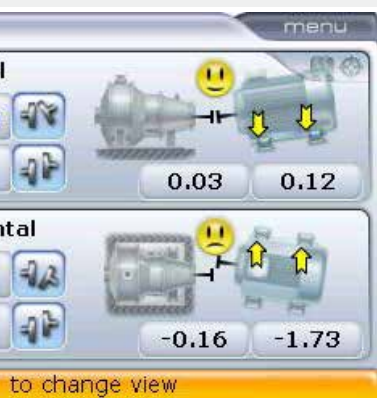 menu
l
0.03 0.12
ntal
-0.16 -1.73
to change view